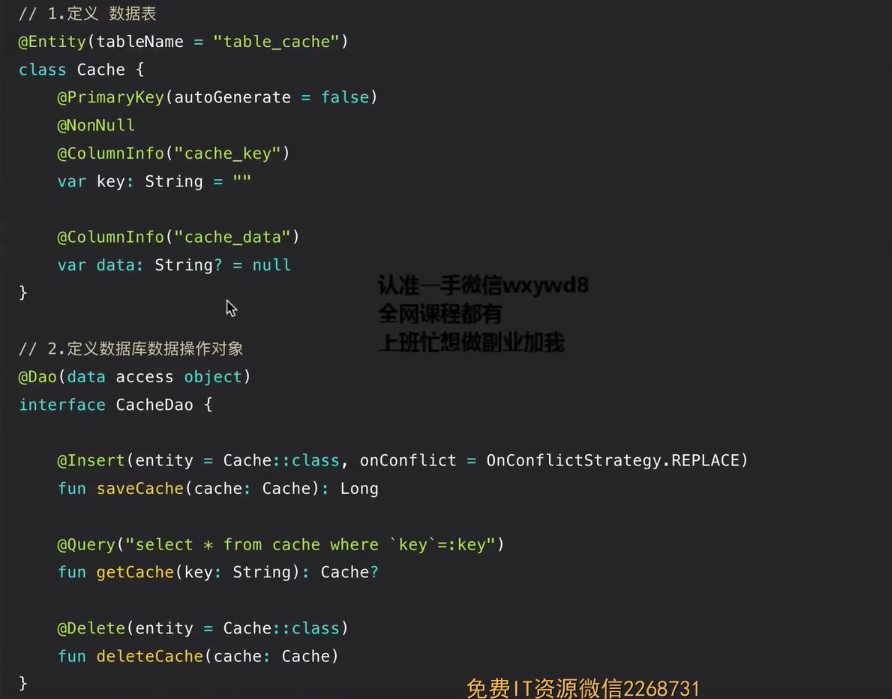 // 1.定义 数据表
@Entity(tableName = "table_cache")
class Cache {
    @PrimaryKey(autoGenerate = false)
    @NonNull
    @ColumnInfo("cache_key")
    var key: String = ""
    @ColumnInfo("cache_data")
    var data: String? = null
}
认准一手微信wxywd8
全网课程都有
上班忙想做副业加我
// 2.定义数据库数据操作对象
@Dao(data access object)
interface CacheDao {
    @Insert(entity = Cache::class, onConflict = OnConflictStrategy.REPLACE)
    fun saveCache(cache: Cache): Long
    @Query("select * from cache where `key`=:key")
    fun getCache(key: String): Cache?
    @Delete(entity = Cache::class)
    fun deleteCache(cache: Cache)
}
免费IT资源微信2268731